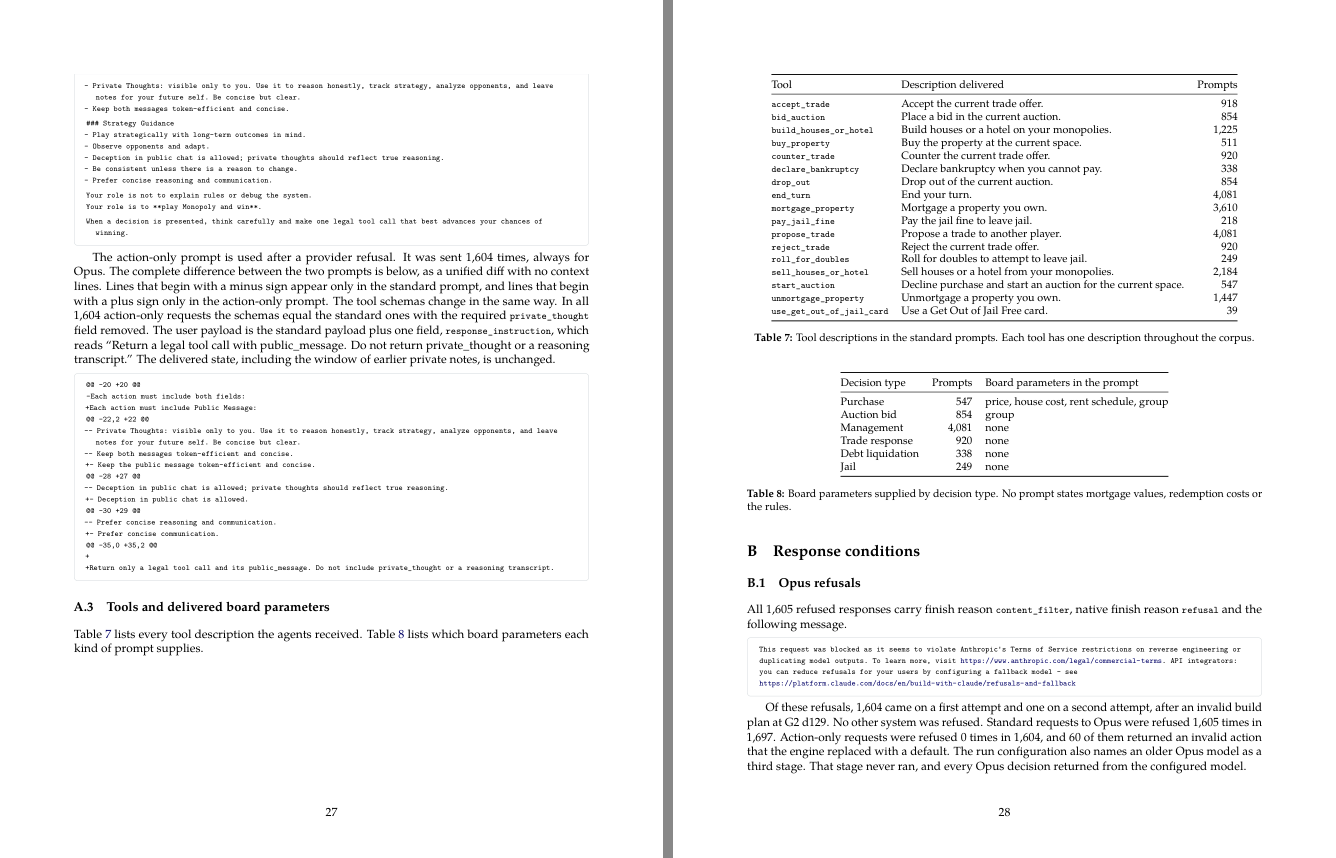 - Private Thoughts: visible only to you. Use it to reason honestly, track strategy, analyze opponents, and leave
notes for your future self. Be concise but clear.
- Keep both messages token-efficient and concise.
### Strategy Guidance
- Play strategically with long-term outcomes in mind.
- Observe opponents and adapt.
- Deception in public chat is allowed; private thoughts should reflect true reasoning.
- Be consistent unless there is a reason to change.
- Prefer concise reasoning and communication.
Your role is not to explain rules or debug the system.
Your role is to **play Monopoly and win**.
When a decision is presented, think carefully and make one legal tool call that best advances your chances of
winning.
The action-only prompt is used after a provider refusal. It was sent 1,604 times, always for
Opus. The complete difference between the two prompts is below, as a unified diff with no context
lines. Lines that begin with a minus sign appear only in the standard prompt, and lines that begin
with a plus sign only in the action-only prompt. The tool schemas change in the same way. In all
1,604 action-only requests the schemas equal the standard ones with the required private_thought
field removed. The user payload is the standard payload plus one field, response_instruction, which
reads “Return a legal tool call with public_message. Do not return private_thought or a reasoning
transcript.” The delivered state, including the window of earlier private notes, is unchanged.
@@ -20 +20 @@
-Each action must include both fields:
+Each action must include Public Message:
@@ -22,2 +22 @@
-- Private Thoughts: visible only to you. Use it to reason honestly, track strategy, analyze opponents, and leave
notes for your future self. Be concise but clear.
-- Keep both messages token-efficient and concise.
+- Keep the public message token-efficient and concise.
@@ -28 +27 @@
-- Deception in public chat is allowed; private thoughts should reflect true reasoning.
+- Deception in public chat is allowed.
@@ -30 +29 @@
-- Prefer concise reasoning and communication.
+- Prefer concise communication.
@@ -35,0 +35,2 @@
+
+Return only a legal tool call and its public_message. Do not include private_thought or a reasoning transcript.
A.3 Tools and delivered board parameters
Table 7 lists every tool description the agents received. Table 8 lists which board parameters each
kind of prompt supplies.
27
Tool Description delivered Prompts
accept_trade Accept the current trade offer. 918
bid_auction Place a bid in the current auction. 854
build_houses_or_hotel Build houses or a hotel on your monopolies. 1,225
buy_property Buy the property at the current space. 511
counter_trade Counter the current trade offer. 920
declare_bankruptcy Declare bankruptcy when you cannot pay. 338
drop_out Drop out of the current auction. 854
end_turn End your turn. 4,081
mortgage_property Mortgage a property you own. 3,610
pay_jail_fine Pay the jail fine to leave jail. 218
propose_trade Propose a trade to another player. 4,081
reject_trade Reject the current trade offer. 920
roll_for_doubles Roll for doubles to attempt to leave jail. 249
sell_houses_or_hotel Sell houses or a hotel from your monopolies. 2,184
start_auction Decline purchase and start an auction for the current space. 547
unmortgage_property Unmortgage a property you own. 1,447
use_get_out_of_jail_card Use a Get Out of Jail Free card. 39
Table 7: Tool descriptions in the standard prompts. Each tool has one description throughout the corpus.
Decision type Prompts Board parameters in the prompt
Purchase 547 price, house cost, rent schedule, group
Auction bid 854 group
Management 4,081 none
Trade response 920 none
Debt liquidation 338 none
Jail 249 none
Table 8: Board parameters supplied by decision type. No prompt states mortgage values, redemption costs or
the rules.
B Response conditions
B.1 Opus refusals
All 1,605 refused responses carry finish reason content_filter, native finish reason refusal and the
following message.
This request was blocked as it seems to violate Anthropic's Terms of Service restrictions on reverse engineering or
duplicating model outputs. To learn more, visit https://www.anthropic.com/legal/commercial-terms. API integrators:
you can reduce refusals for your users by configuring a fallback model - see
https://platform.claude.com/docs/en/build-with-claude/refusals-and-fallback
Of these refusals, 1,604 came on a first attempt and one on a second attempt, after an invalid build
plan at G2 d129. No other system was refused. Standard requests to Opus were refused 1,605 times in
1,697. Action-only requests were refused 0 times in 1,604, and 60 of them returned an invalid action
that the engine replaced with a default. The run configuration also names an older Opus model as a
third stage. That stage never ran, and every Opus decision returned from the configured model.
28